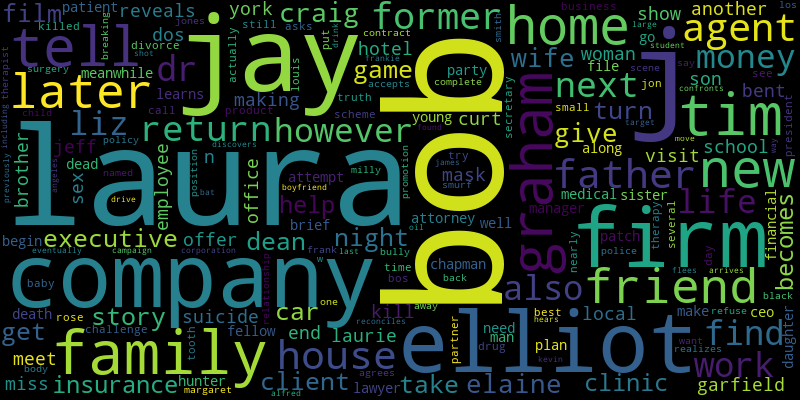 film
patient
reveals
york
craig
former
home
agent
another
los
killed
breaking
jones
divorce
shot
dos
still
asks
actually
louis
put
drink
contract
frankie
smith
business
show
go
large
student
woman
say
money
tell
meanwhile
surgery
dr
learns
jay
hotel
game
accepts
party
complete
wife
file
scene
jon
confronts
son
see
bent
president
later
call
making
product
truth
scheme
young
curt
secretary
next
small
target
move
tim
way
previously including therapist
child
liz
policy
return
however
dod
j
give
turn
along
school
visit
new
brother
jeff
dead
named
sex
discovers
employee
n
position
bat
office
attempt
boyfriend
help
milly
promotion
found
try
james
mask
smurf
graham
father
medical
sister
patch
manager
life
becomes
financial
laura
angeles
drive
brief
night
bully
attorney
well
firm
police
therapy
several
day
begin
executive
offer
dean
eventually
campaign
corporation
frank
last
relationship
time
bos
chapman
back
nearly
flees
arrives
black
company
baby
w
oil
also
friend
death
rose
story
suicide
car
one
kill
away
local
make
refuse
ceo
get
challenge
fellow
end
laurie
reconciles
elliot
need
man
best
hears
plan
want
realizes
find
daughter
meet
body
family
tooth
house
agrees
partner
drug
kevin
work
miss
insurance
margaret
hunter
alfred
client
lawyer
take
elaine
clinic
garfield